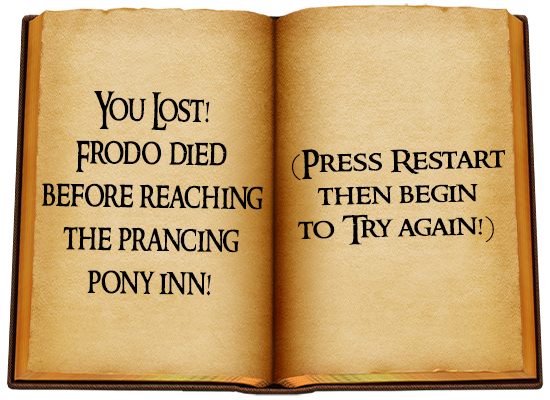 You Lost!
Frodo died
before reaching
the prancing
pony inn!
(Press Restart
then begin
to Try again!)